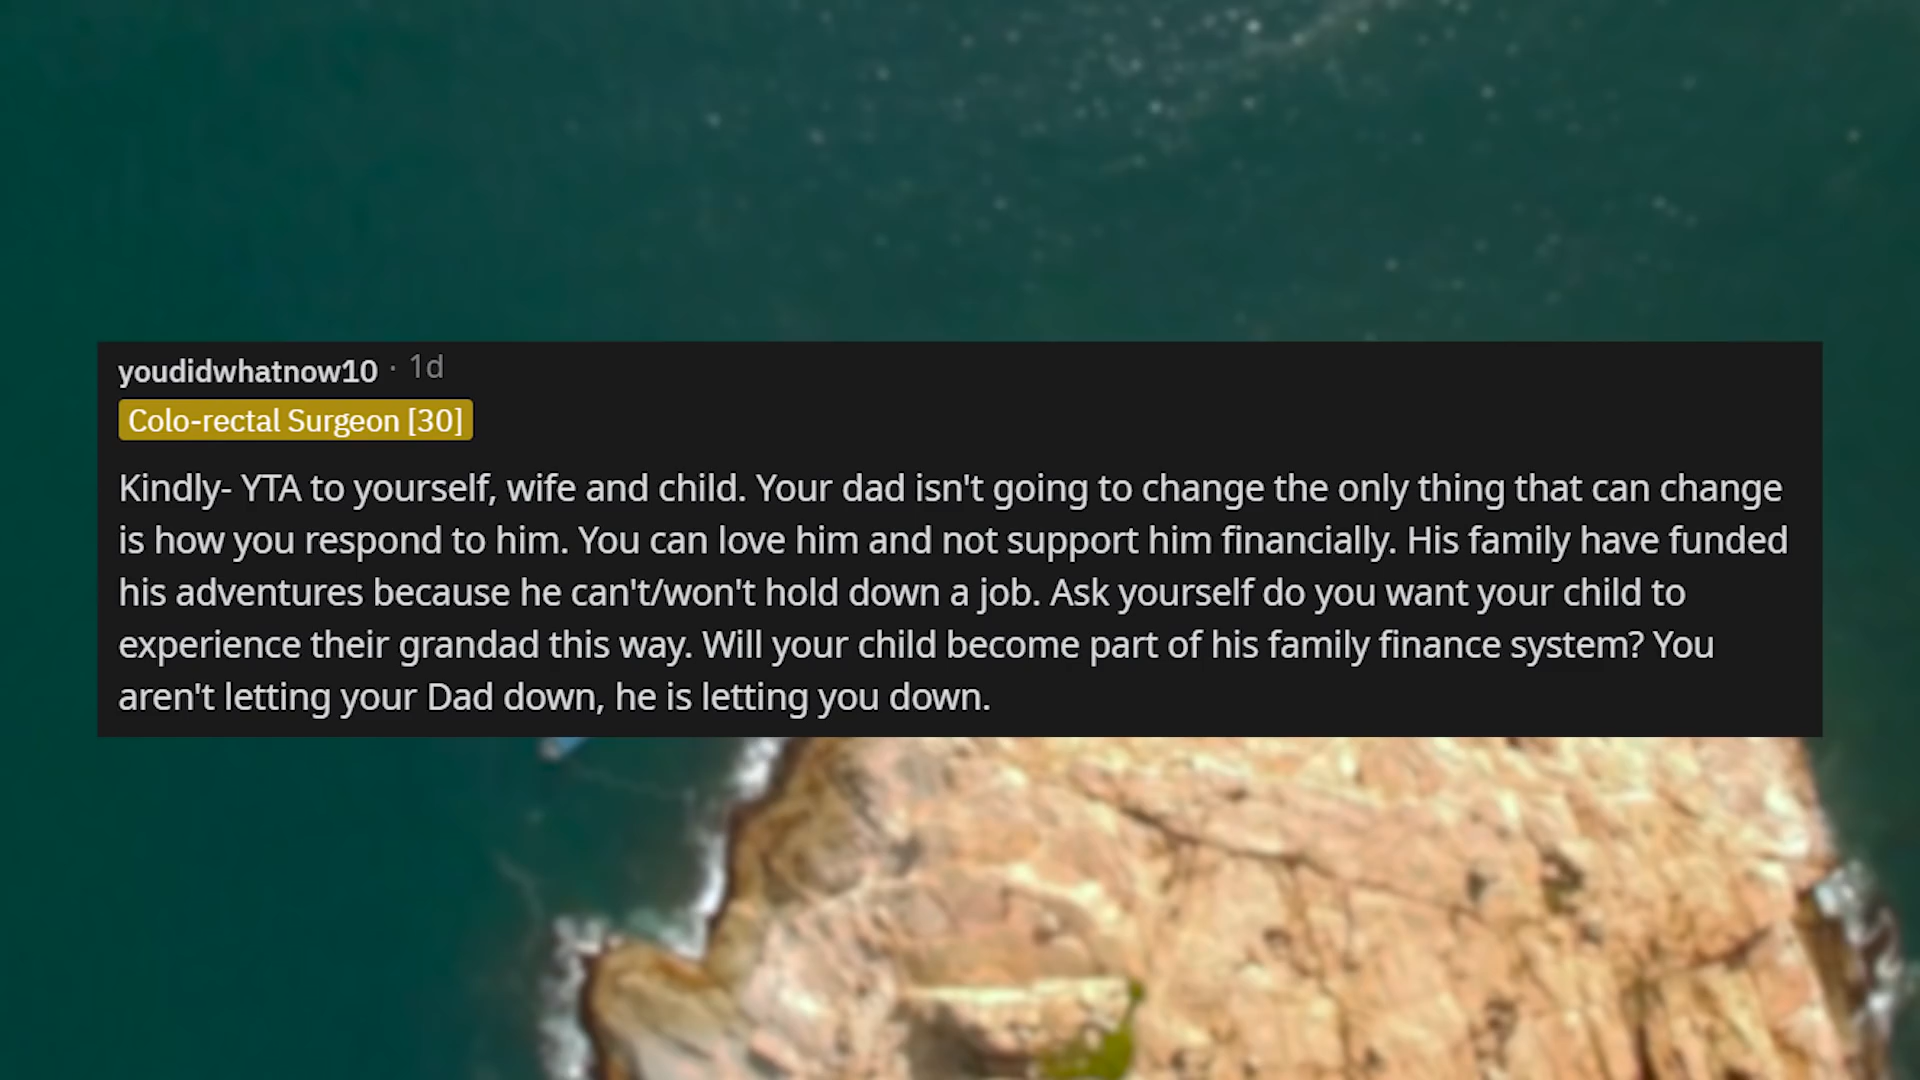 youdidwhatnow10 · 1d
Colo-rectal Surgeon [30]
Kindly- YTA to yourself, wife and child. Your dad isn't going to change the only thing that can change
is how you respond to him. You can love him and not support him financially. His family have funded
his adventures because he can't/won't hold down a job. Ask yourself do you want your child to
experience their grandad this way. Will your child become part of his family finance system? You
aren't letting your Dad down, he is letting you down.